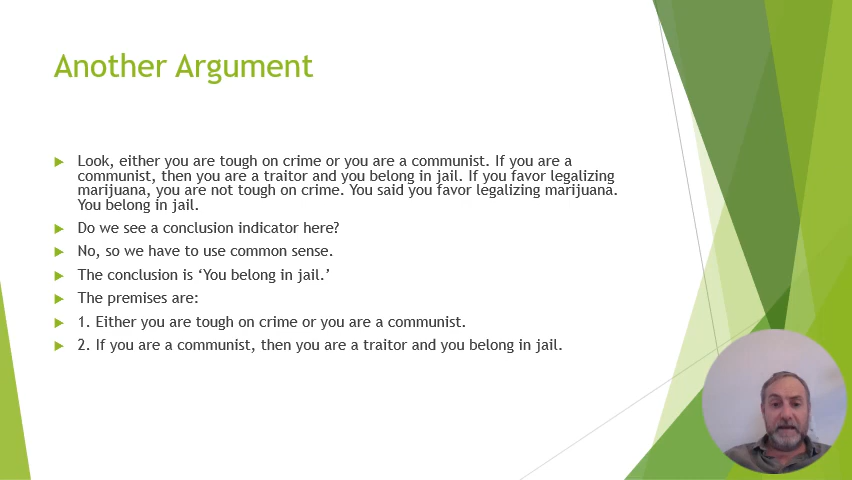 Another Argument
Look, either you are tough on crime or you are a communist. If you are a
communist, then you are a traitor and you belong in jail. If you favor legalizing
marijuana, you are not tough on crime. You said you favor legalizing marijuana.
You belong in jail.
Do we see a conclusion indicator here?
No, so we have to use common sense.
The conclusion is ‘You belong in jail.’
The premises are:
1. Either you are tough on crime or you are a communist.
2. If you are a communist, then you are a traitor and you belong in jail.